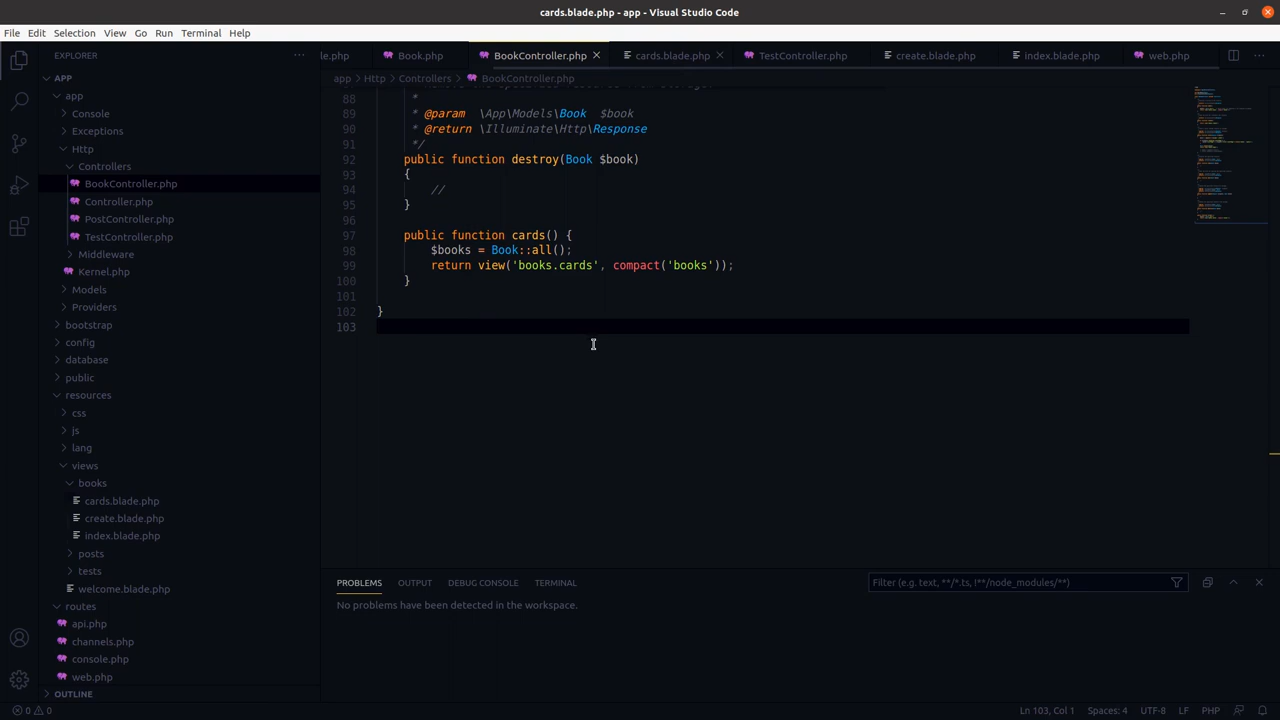 cards.blade.php - app - Visual Studio Code
File Edit Selection View Go Run Terminal Help
EXPLORER
le.php Book.php BookController.php cards.blade.php TestController.php create.blade.php index.blade.php web.php
APP
app Http Controllers BookController.php
app
Console
Exceptions
Http
Controllers
BookController.php
Controller.php
PostController.php
TestController.php
Middleware
Kernel.php
Models
Providers
bootstrap
config
database
public
resources
css
js
lang
views
books
cards.blade.php
create.blade.php
index.blade.php
posts
tests
welcome.blade.php
routes
api.php
channels.php
console.php
web.php
OUTLINE
88 *
89 * @param \App\Models\Book $book
90 * @return \Illuminate\Http\Response
91 */
92 public function destroy(Book $book)
93 {
94 //
95 }
96
97 public function cards() {
98 $books = Book::all();
99 return view('books.cards', compact('books'));
100 }
101
102 }
103
PROBLEMS OUTPUT DEBUG CONSOLE TERMINAL Filter (e.g. text, **/*.ts, !**/node_modules/**)
No problems have been detected in the workspace.
0 0 Ln 103, Col 1 Spaces: 4 UTF-8 LF PHP